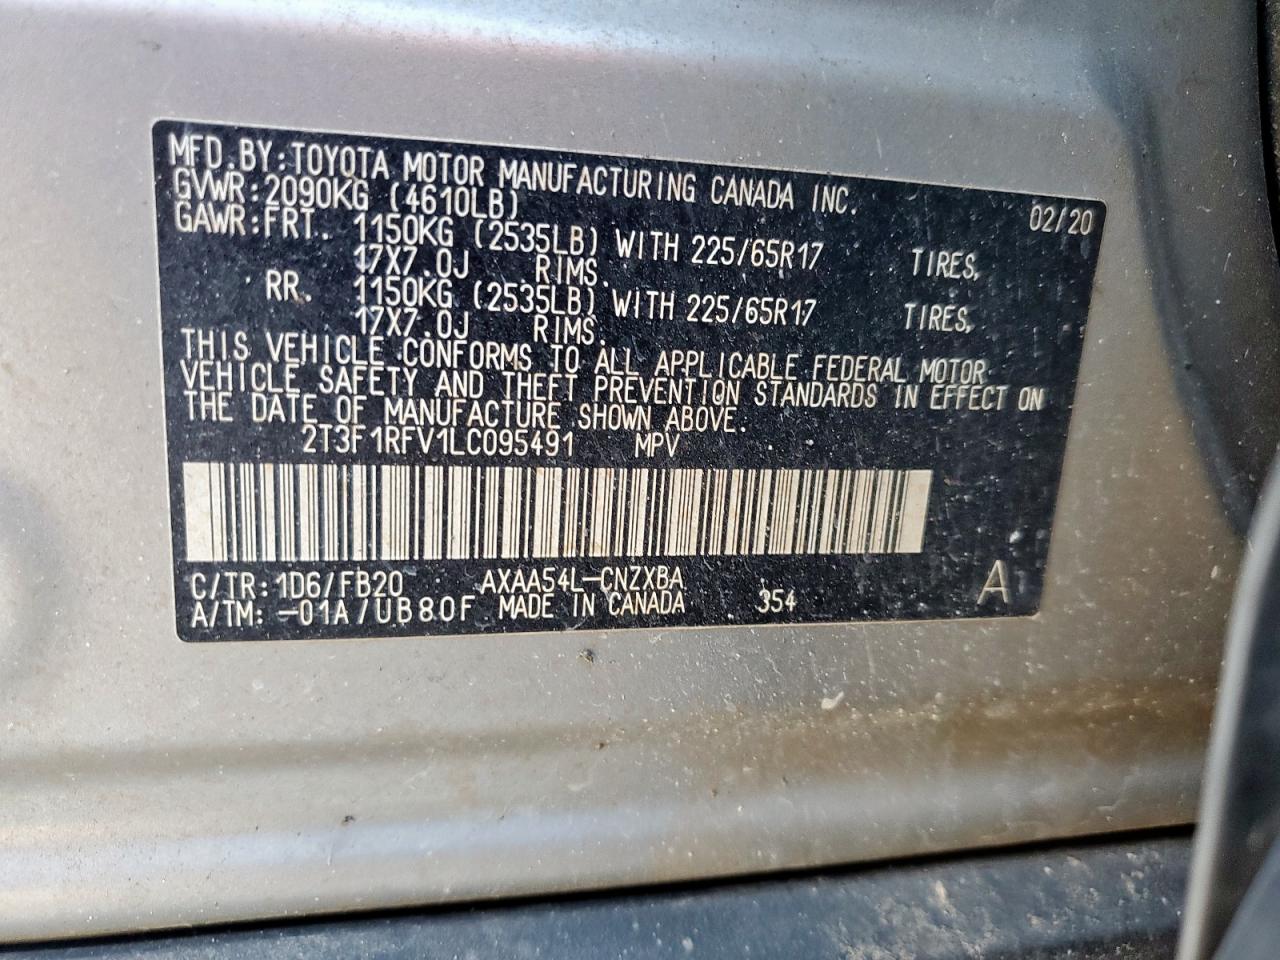 MFD.BY:TOYOTA MOTOR MANUFACTURING CANADA INC. 02/20
GVWR:2090KG (4610LB)
GAWR:FRT. 1150KG (2535LB) WITH 225/65R17 TIRES,
17X7.0J RIMS.
RR. 1150KG (2535LB) WITH 225/65R17 TIRES,
17X7.0J RIMS.
THIS VEHICLE CONFORMS TO ALL APPLICABLE FEDERAL MOTOR
VEHICLE SAFETY AND THEFT PREVENTION STANDARDS IN EFFECT ON
THE DATE OF MANUFACTURE SHOWN ABOVE.
2T3F1RFV1LC095491 MPV
C/TR:1D6/FB20 AXAA54L-CNZXBA A
A/TM:-01A/UB80F MADE IN CANADA 354